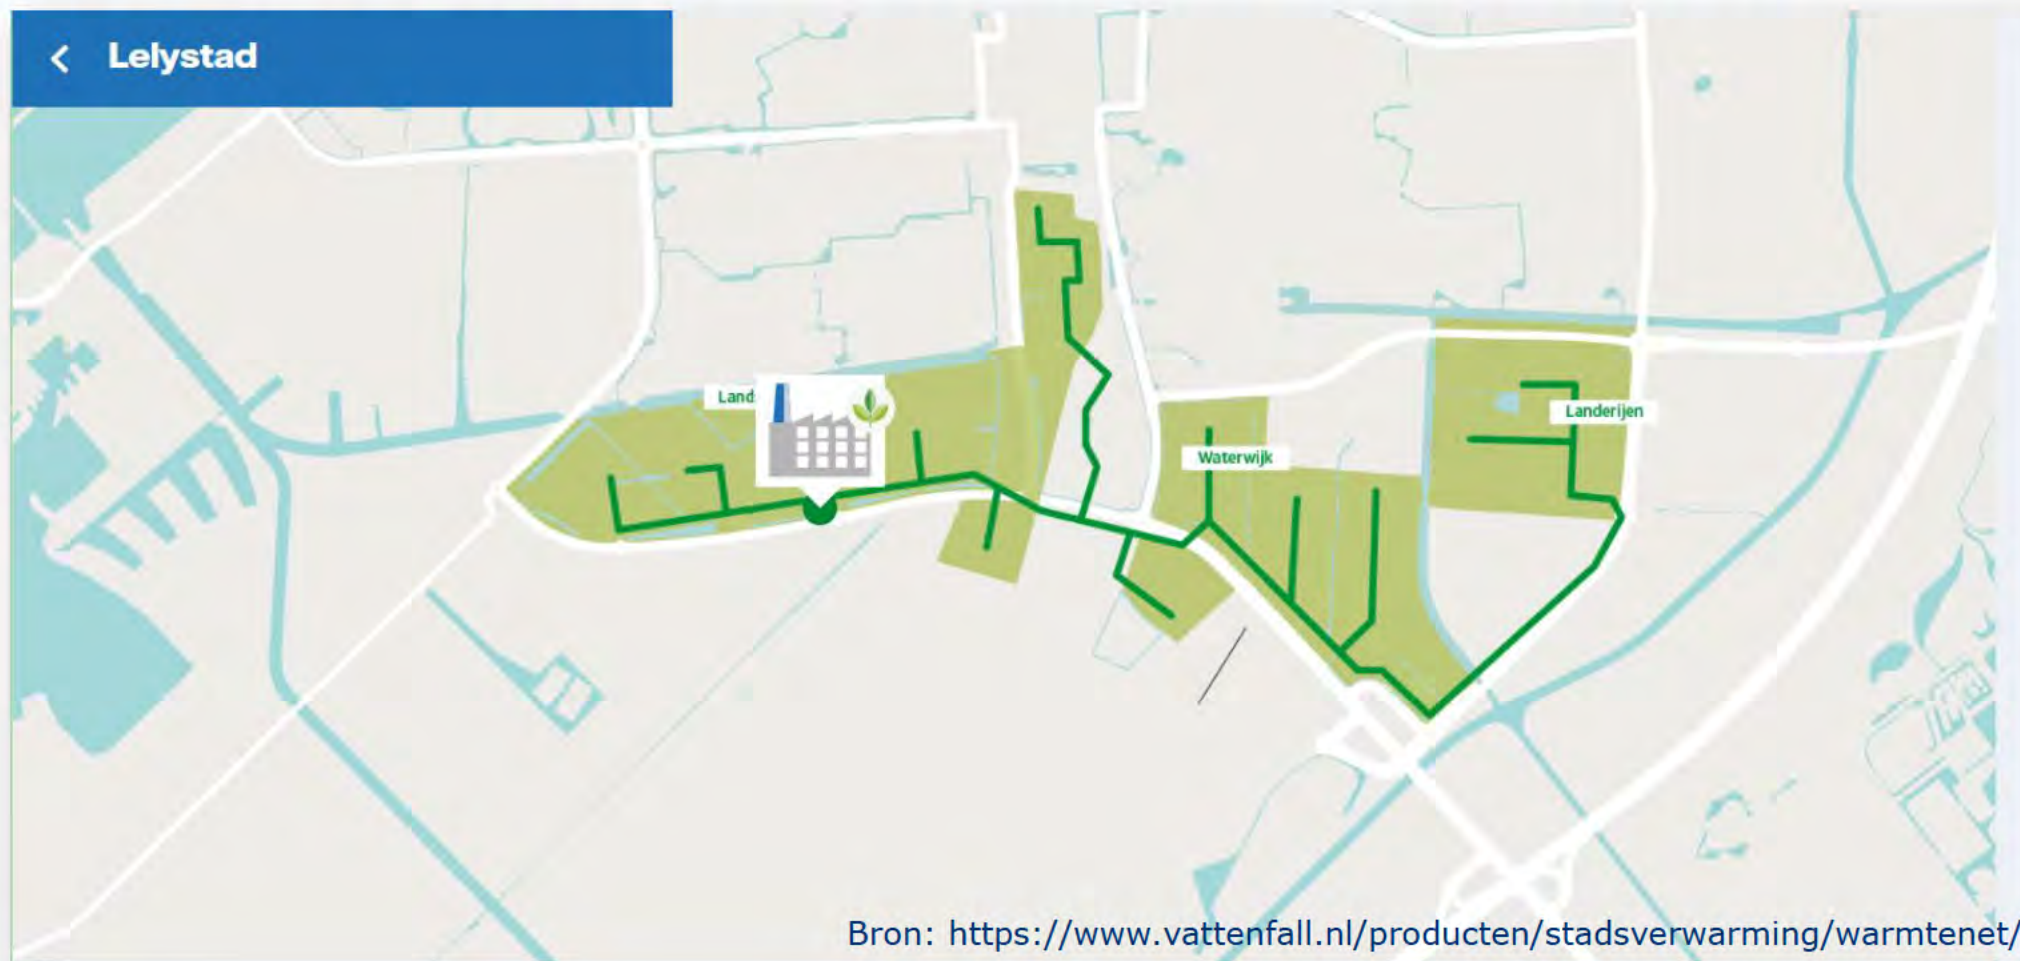 Lelystad
Land
Landerijen
Waterwijk
Bron: https://www.vattenfall.nl/producten/stadsverwarming/warmtenet/